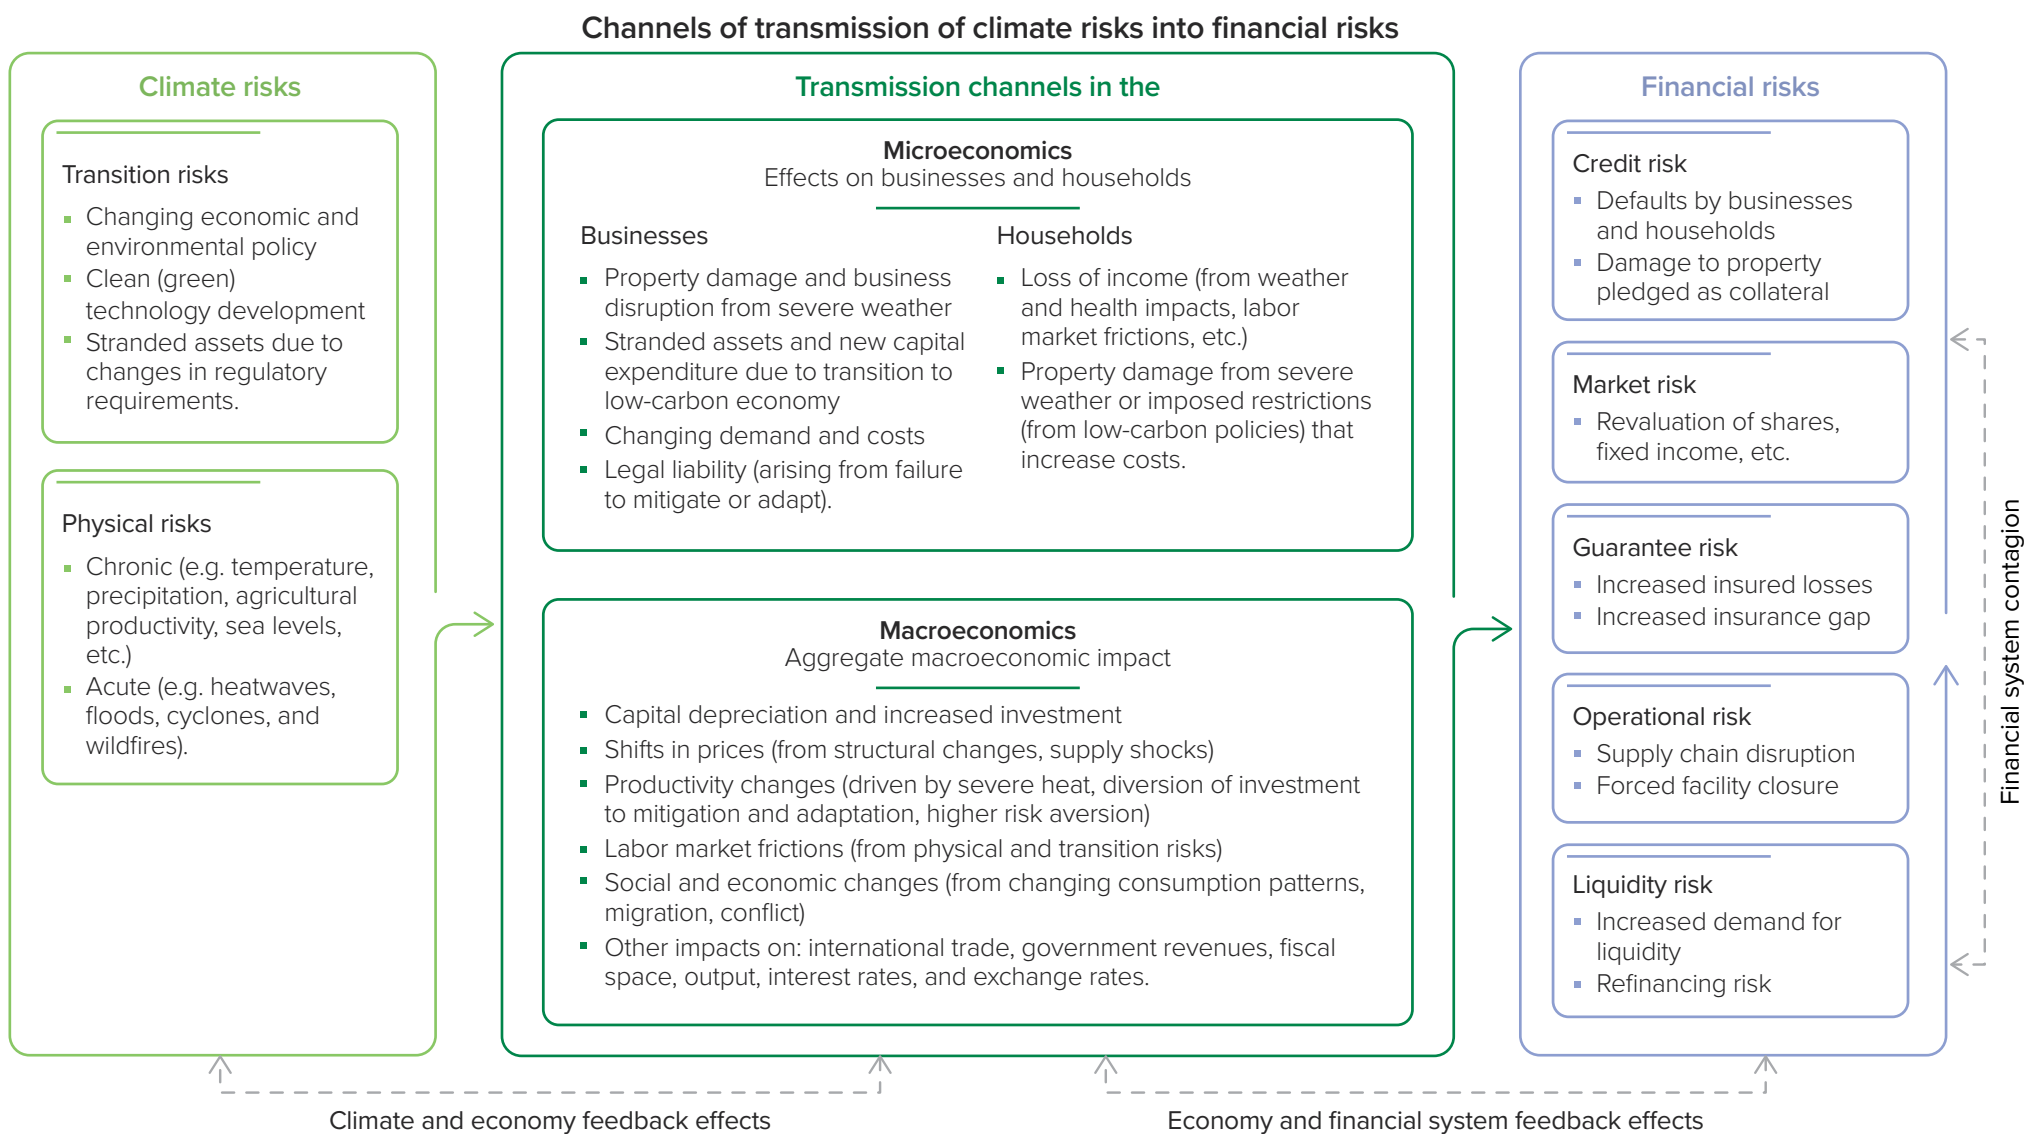 Channels of transmission of climate risks into financial risks
Climate risks
Transition risks
Changing economic and
environmental policy
Clean (green)
technology development
Stranded assets due to
changes in regulatory
requirements.
Physical risks
Chronic (e.g. temperature,
precipitation, agricultural
productivity, sea levels,
etc.)
Acute (e.g. heatwaves,
floods, cyclones, and
wildfires).
Transmission channels in the
Microeconomics
Effects on businesses and households
Businesses
Property damage and business
disruption from severe weather
Stranded assets and new capital
expenditure due to transition to
low-carbon economy
Changing demand and costs
Legal liability (arising from failure
to mitigate or adapt).
Households
Loss of income (from weather
and health impacts, labor
market frictions, etc.)
Property damage from severe
weather or imposed restrictions
(from low-carbon policies) that
increase costs.
Macroeconomics
Aggregate macroeconomic impact
Capital depreciation and increased investment
Shifts in prices (from structural changes, supply shocks)
Productivity changes (driven by severe heat, diversion of investment
to mitigation and adaptation, higher risk aversion)
Labor market frictions (from physical and transition risks)
Social and economic changes (from changing consumption patterns,
migration, conflict)
Other impacts on: international trade, government revenues, fiscal
space, output, interest rates, and exchange rates.
Financial risks
Credit risk
Defaults by businesses
and households
Damage to property
pledged as collateral
Market risk
Revaluation of shares,
fixed income, etc.
Guarantee risk
Increased insured losses
Increased insurance gap
Operational risk
Supply chain disruption
Forced facility closure
Liquidity risk
Increased demand for
liquidity
Refinancing risk
Financial system contagion
Climate and economy feedback effects
Economy and financial system feedback effects